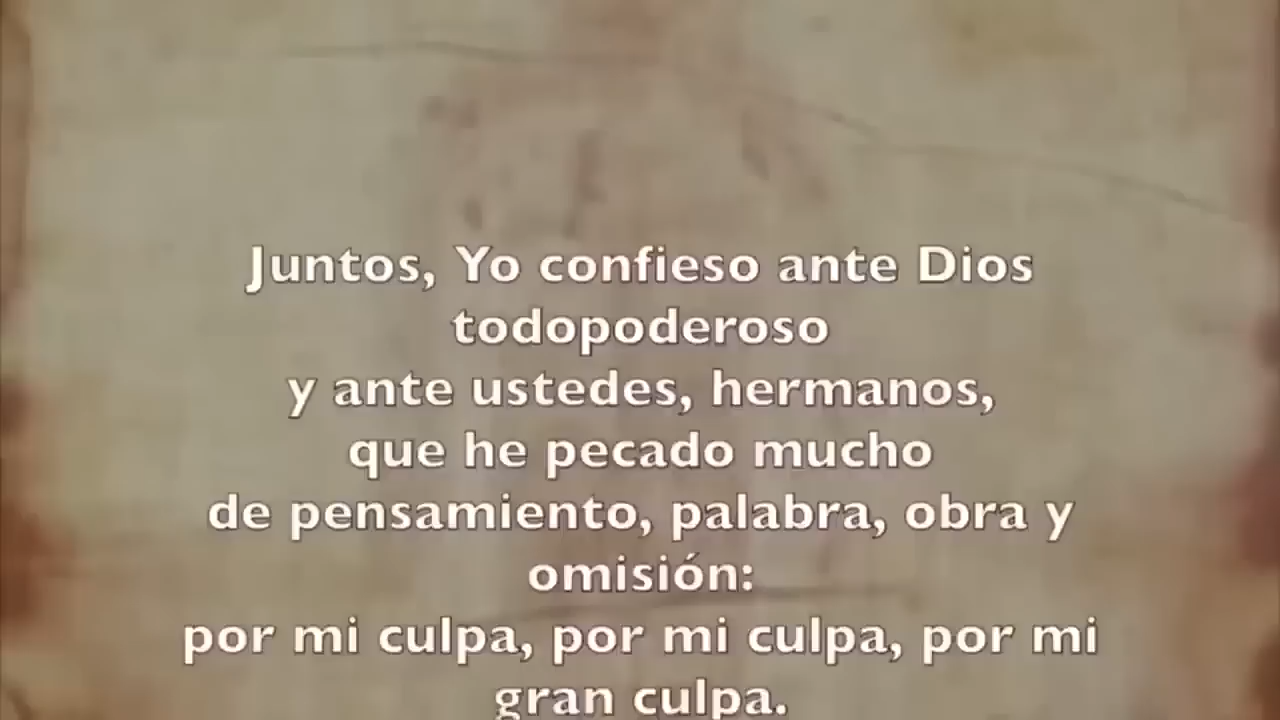 Juntos, Yo confieso ante Dios
todopoderoso
y ante ustedes, hermanos,
que he pecado mucho
de pensamiento, palabra, obra y
omisión:
por mi culpa, por mi culpa, por mi
gran culpa.